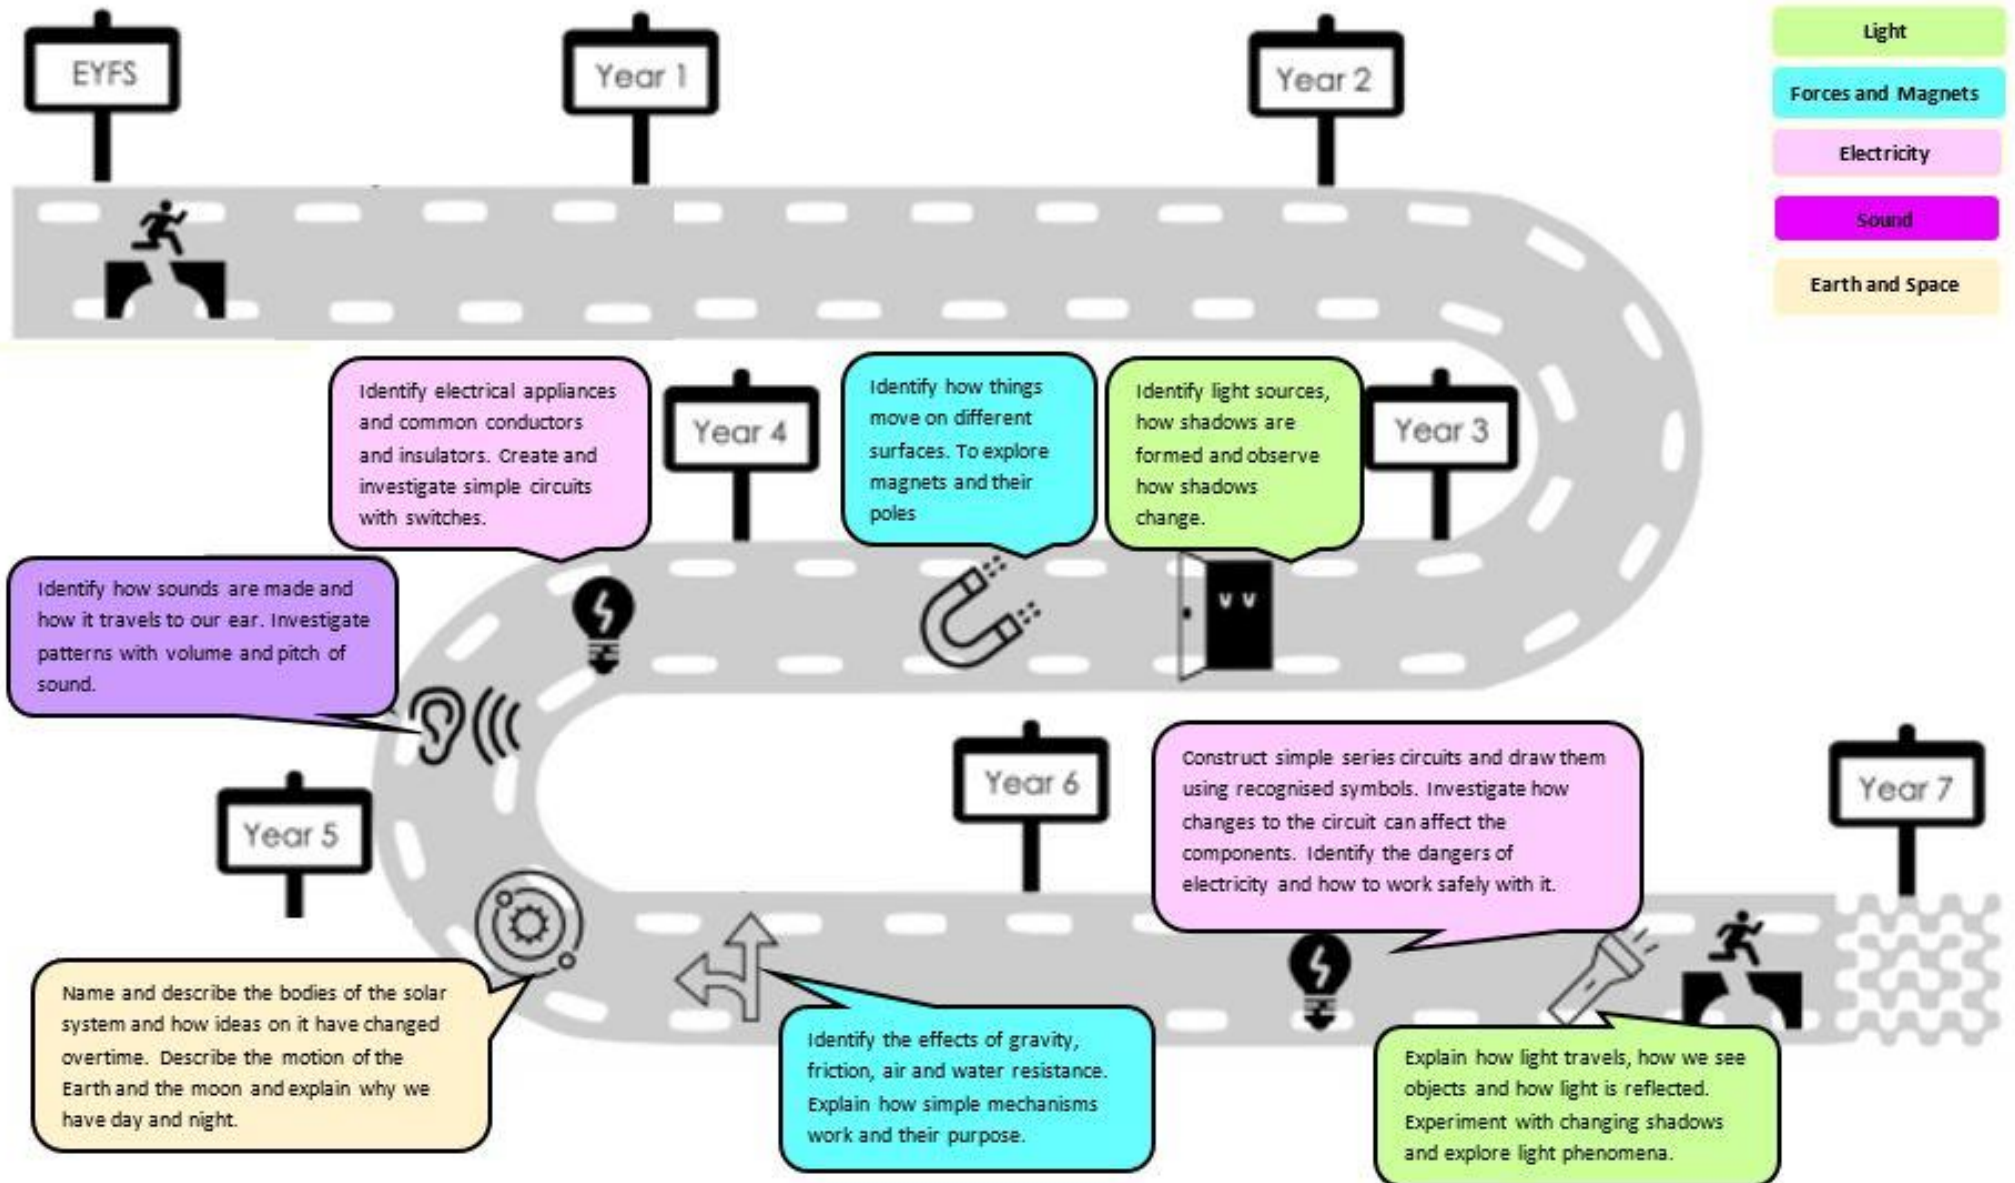 EYFS
Year 1
Year 2
Light
Forces and Magnets
Electricity
Sound
Earth and Space
Identify electrical appliances
and common conductors
and insulators. Create and
investigate simple circuits
with switches.
Year 4
Identify how things
move on different
surfaces. To explore
magnets and their
poles
Identify light sources,
how shadows are
formed and observe
how shadows
change.
Year 3
Identify how sounds are made and
how it travels to our ear. Investigate
patterns with volume and pitch of
sound.
Year 5
Year 6
Construct simple series circuits and draw them
using recognised symbols. Investigate how
changes to the circuit can affect the
components. Identify the dangers of
electricity and how to work safely with it.
Year 7
Name and describe the bodies of the solar
system and how ideas on it have changed
overtime. Describe the motion of the
Earth and the moon and explain why we
have day and night.
Identify the effects of gravity,
friction, air and water resistance.
Explain how simple mechanisms
work and their purpose.
Explain how light travels, how we see
objects and how light is reflected.
Experiment with changing shadows
and explore light phenomena.